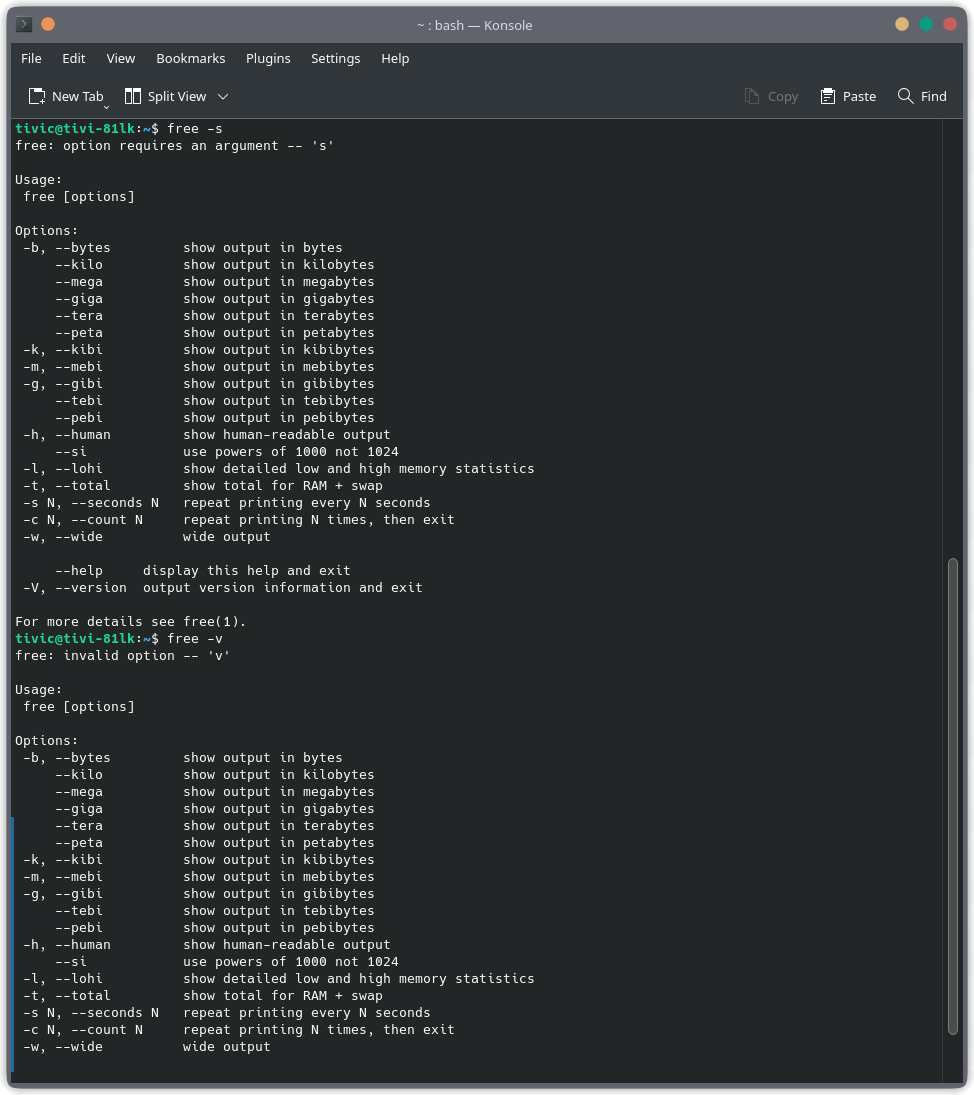 ~ : bash — Konsole
File Edit View Bookmarks Plugins Settings Help
New Tab Split View Copy Paste Find
tivic@tivi-81lk:~$ free -s
free: option requires an argument -- 's'

Usage:
 free [options]

Options:
 -b, --bytes         show output in bytes
     --kilo          show output in kilobytes
     --mega          show output in megabytes
     --giga          show output in gigabytes
     --tera          show output in terabytes
     --peta          show output in petabytes
 -k, --kibi          show output in kibibytes
 -m, --mebi          show output in mebibytes
 -g, --gibi          show output in gibibytes
     --tebi          show output in tebibytes
     --pebi          show output in pebibytes
 -h, --human         show human-readable output
     --si            use powers of 1000 not 1024
 -l, --lohi          show detailed low and high memory statistics
 -t, --total         show total for RAM + swap
 -s N, --seconds N   repeat printing every N seconds
 -c N, --count N     repeat printing N times, then exit
 -w, --wide          wide output

     --help     display this help and exit
 -V, --version  output version information and exit

For more details see free(1).
tivic@tivi-81lk:~$ free -v
free: invalid option -- 'v'

Usage:
 free [options]

Options:
 -b, --bytes         show output in bytes
     --kilo          show output in kilobytes
     --mega          show output in megabytes
     --giga          show output in gigabytes
     --tera          show output in terabytes
     --peta          show output in petabytes
 -k, --kibi          show output in kibibytes
 -m, --mebi          show output in mebibytes
 -g, --gibi          show output in gibibytes
     --tebi          show output in tebibytes
     --pebi          show output in pebibytes
 -h, --human         show human-readable output
     --si            use powers of 1000 not 1024
 -l, --lohi          show detailed low and high memory statistics
 -t, --total         show total for RAM + swap
 -s N, --seconds N   repeat printing every N seconds
 -c N, --count N     repeat printing N times, then exit
 -w, --wide          wide output